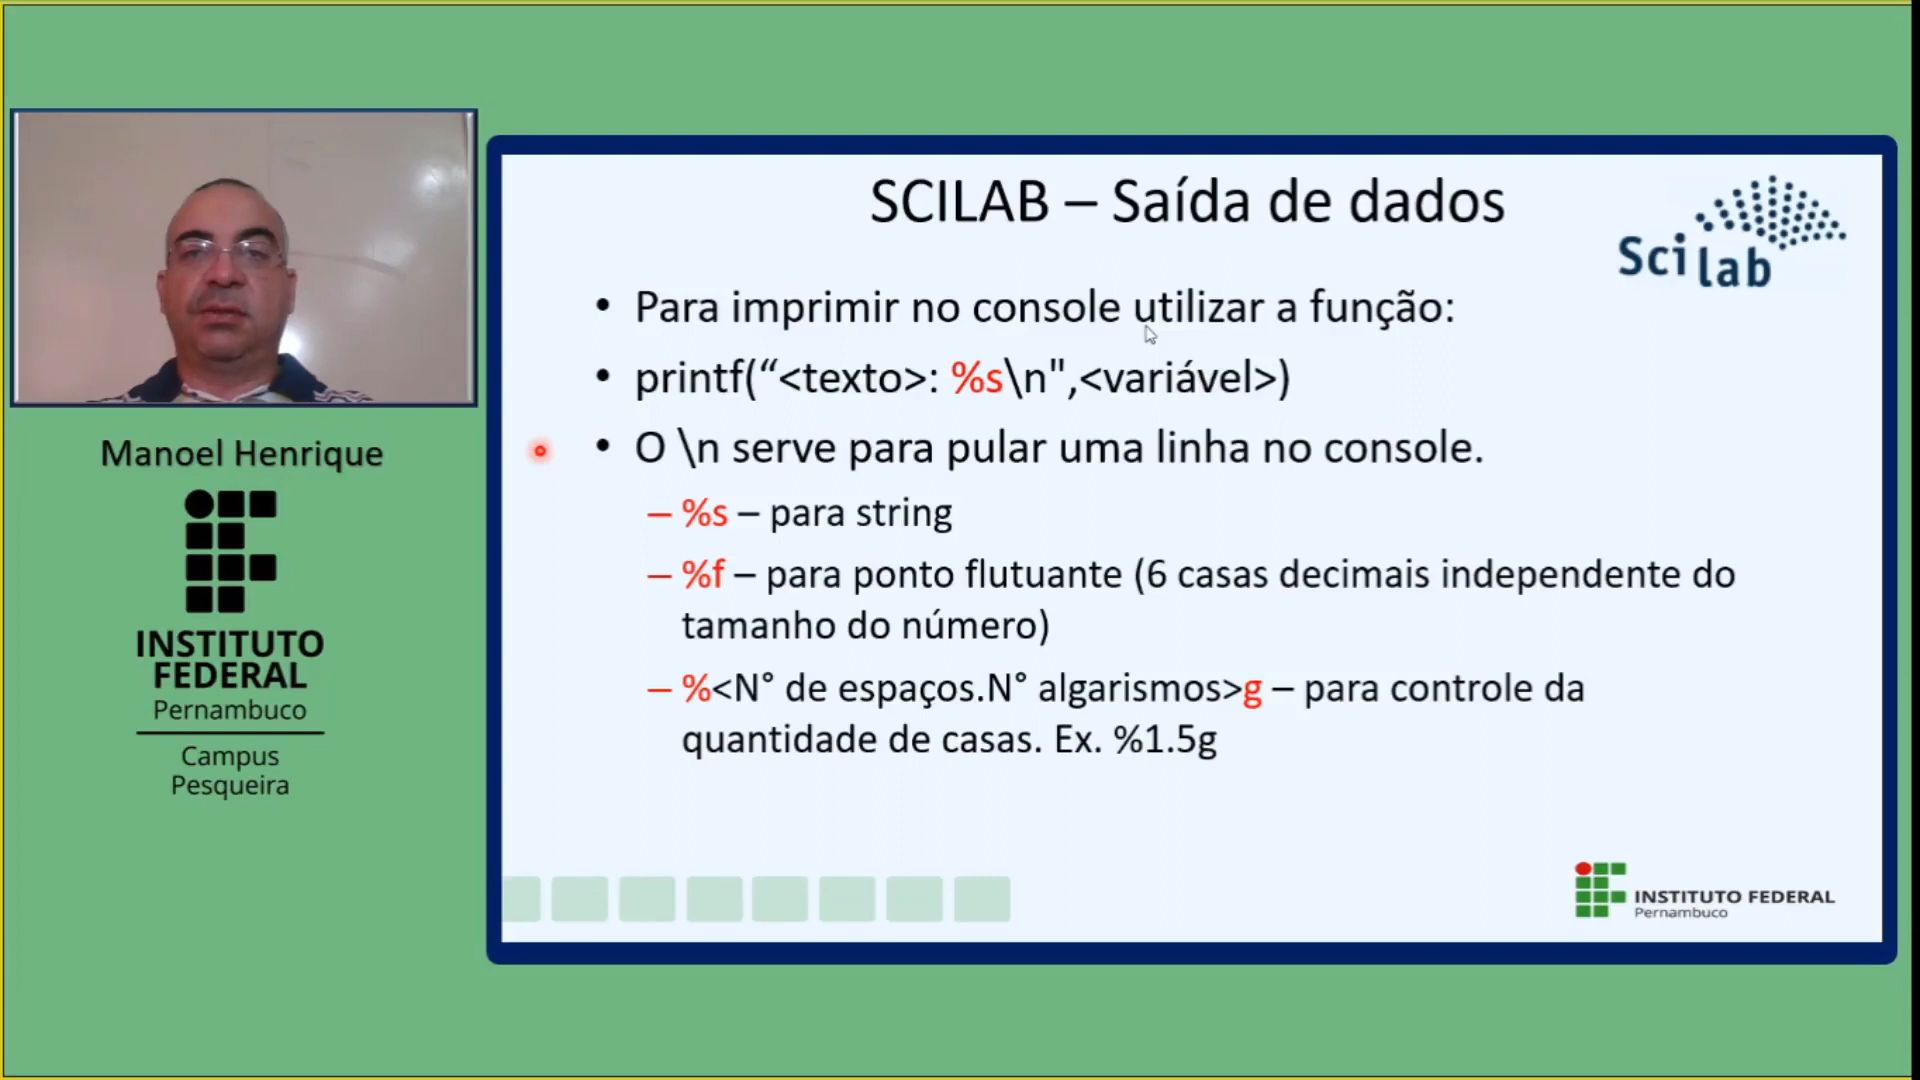 SCILAB – Saída de dados
Sci lab
• Para imprimir no console utilizar a função:
• printf(“<texto>: %s\n",<variável>)
• O \n serve para pular uma linha no console.
– %s – para string
– %f – para ponto flutuante (6 casas decimais independente do
tamanho do número)
– %<N° de espaços.N° algarismos>g – para controle da
quantidade de casas. Ex. %1.5g
Manoel Henrique
INSTITUTO
FEDERAL
Pernambuco
Campus
Pesqueira
INSTITUTO FEDERAL
Pernambuco